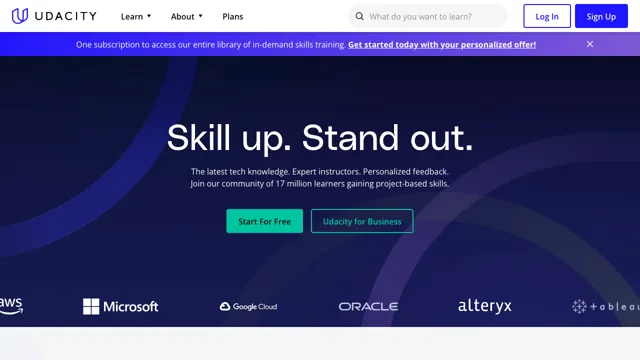 UDACITY
Learn
About
Plans
What do you want to learn?
Log In
Sign Up
One subscription to access our entire library of in-demand skills training. Get started today with your personalized offer!
Skill up. Stand out.
The latest tech knowledge. Expert instructors. Personalized feedback.
Join our community of 17 million learners gaining project-based skills.
Start For Free
Udacity for Business
aws
Microsoft
Google Cloud
ORACLE
alteryx
+ableau